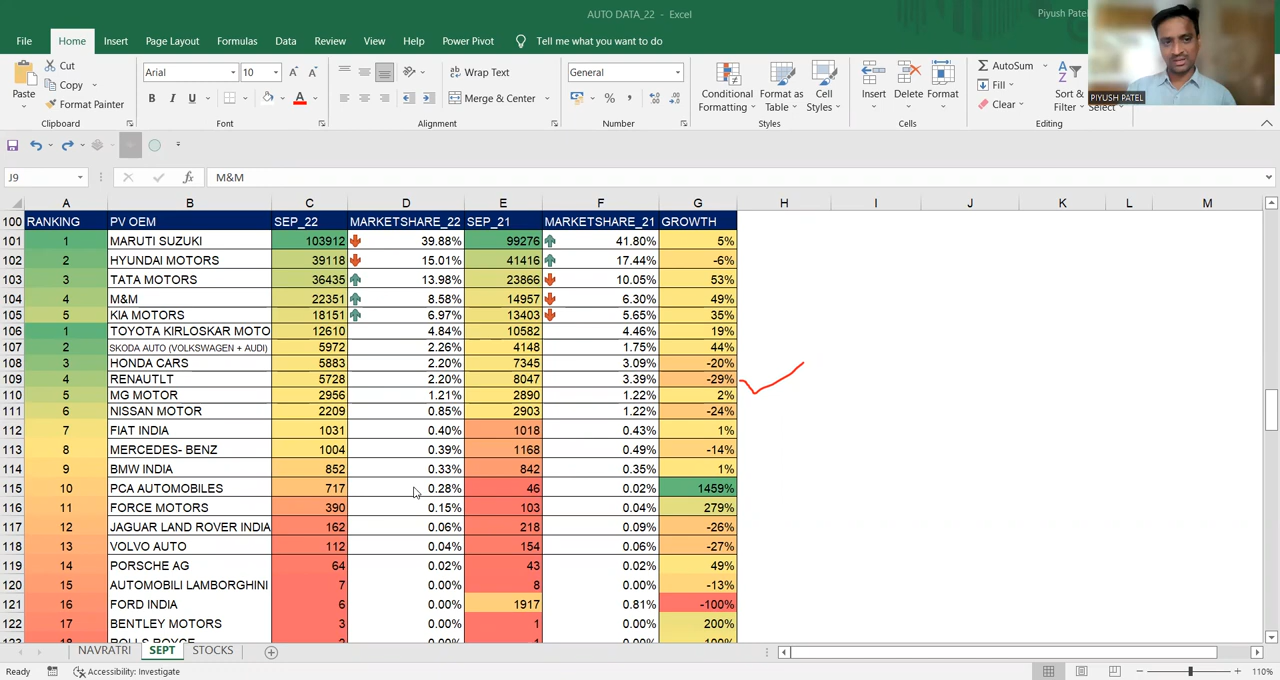 AUTO DATA_22 - Excel
Piyush Patel
File Home Insert Page Layout Formulas Data Review View Help Power Pivot Tell me what you want to do
Paste
Cut
Copy
Format Painter
Arial 10
B I U
Wrap Text
Merge & Center
General
Conditional Formatting
Format as Table
Cell Styles
Insert
Delete
Format
AutoSum
Fill
Clear
Sort & Filter
PIYUSH PATEL
Clipboard Font Alignment Number Styles Cells Editing
J9 M&M
A B C D E F G H I J K L M
100 RANKING PV OEM SEP_22 MARKETSHARE_22 SEP_21 MARKETSHARE_21 GROWTH
101 1 MARUTI SUZUKI 103912 39.88% 99276 41.80% 5%
102 2 HYUNDAI MOTORS 39118 15.01% 41416 17.44% -6%
103 3 TATA MOTORS 36435 13.98% 23866 10.05% 53%
104 4 M&M 22351 8.58% 14957 6.30% 49%
105 5 KIA MOTORS 18151 6.97% 13403 5.65% 35%
106 1 TOYOTA KIRLOSKAR MOTO 12610 4.84% 10582 4.46% 19%
107 2 SKODA AUTO (VOLKSWAGEN + AUDI) 5972 2.26% 4148 1.75% 44%
108 3 HONDA CARS 5883 2.20% 7345 3.09% -20%
109 4 RENAUTLT 5728 2.20% 8047 3.39% -29%
110 5 MG MOTOR 2956 1.21% 2890 1.22% 2%
111 6 NISSAN MOTOR 2209 0.85% 2903 1.22% -24%
112 7 FIAT INDIA 1031 0.40% 1018 0.43% 1%
113 8 MERCEDES- BENZ 1004 0.39% 1168 0.49% -14%
114 9 BMW INDIA 852 0.33% 842 0.35% 1%
115 10 PCA AUTOMOBILES 717 0.28% 46 0.02% 1459%
116 11 FORCE MOTORS 390 0.15% 103 0.04% 279%
117 12 JAGUAR LAND ROVER INDIA 162 0.06% 218 0.09% -26%
118 13 VOLVO AUTO 112 0.04% 154 0.06% -27%
119 14 PORSCHE AG 64 0.02% 43 0.02% 49%
120 15 AUTOMOBILI LAMBORGHINI 7 0.00% 8 0.00% -13%
121 16 FORD INDIA 6 0.00% 1917 0.81% -100%
122 17 BENTLEY MOTORS 3 0.00% 1 0.00% 200%
NAVRATRI SEPT STOCKS
Ready Accessibility: Investigate 110%